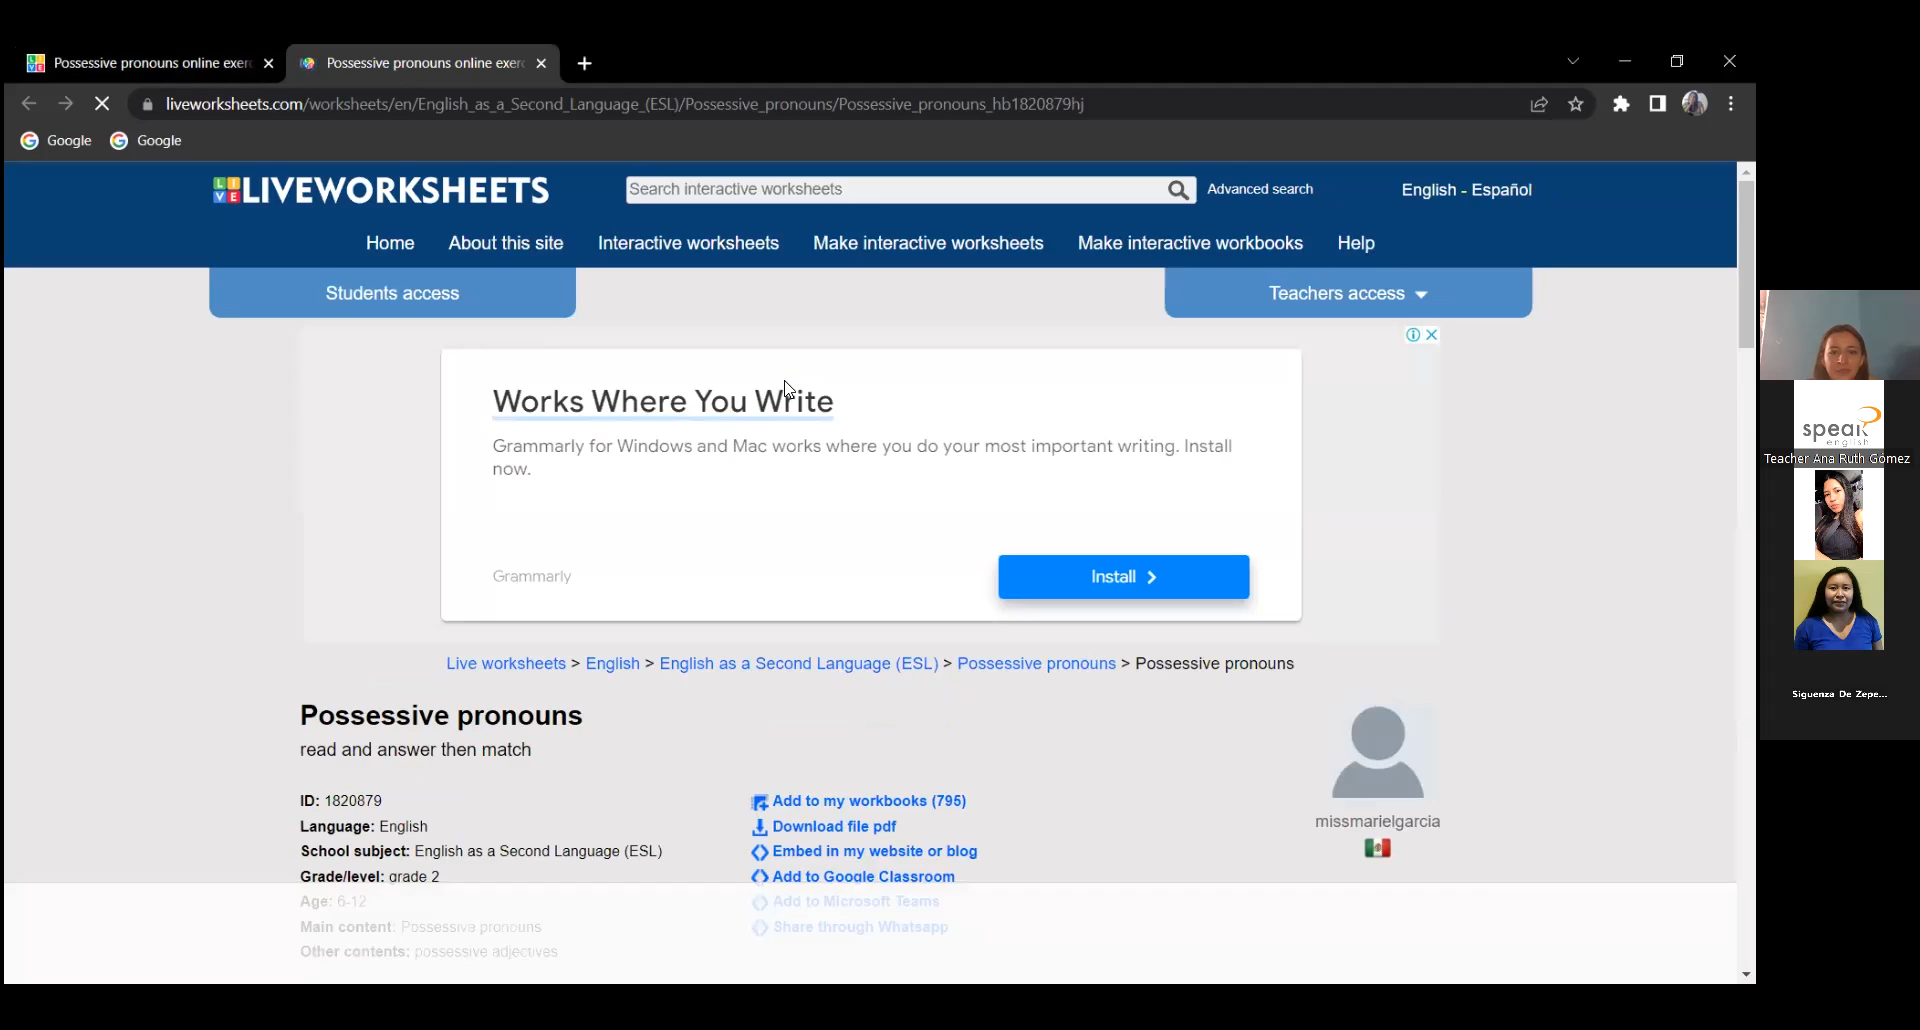 Possessive pronouns online exer
Possessive pronouns online exer
liveworksheets.com/worksheets/en/English_as_a_Second_Language_(ESL)/Possessive_pronouns/Possessive_pronouns_hb1820879hj
Google
Google
LIVEWORKSHEETS
Search interactive worksheets
Advanced search
English - Español
Home
About this site
Interactive worksheets
Make interactive worksheets
Make interactive workbooks
Help
Students access
Teachers access
Works Where You Write
Grammarly for Windows and Mac works where you do your most important writing. Install
now.
Grammarly
Install
Live worksheets > English > English as a Second Language (ESL) > Possessive pronouns > Possessive pronouns
Possessive pronouns
read and answer then match
ID: 1820879
Language: English
School subject: English as a Second Language (ESL)
Grade/level: grade 2
Age: 6-12
Main content: Possessive pronouns
Other contents: possessive adjectives
Add to my workbooks (795)
Download file pdf
Embed in my website or blog
Add to Google Classroom
Add to Microsoft Teams
Share through Whatsapp
missmarielgarcia
speak
english
Teacher Ana Ruth Gómez
Siguenza De Zepe...